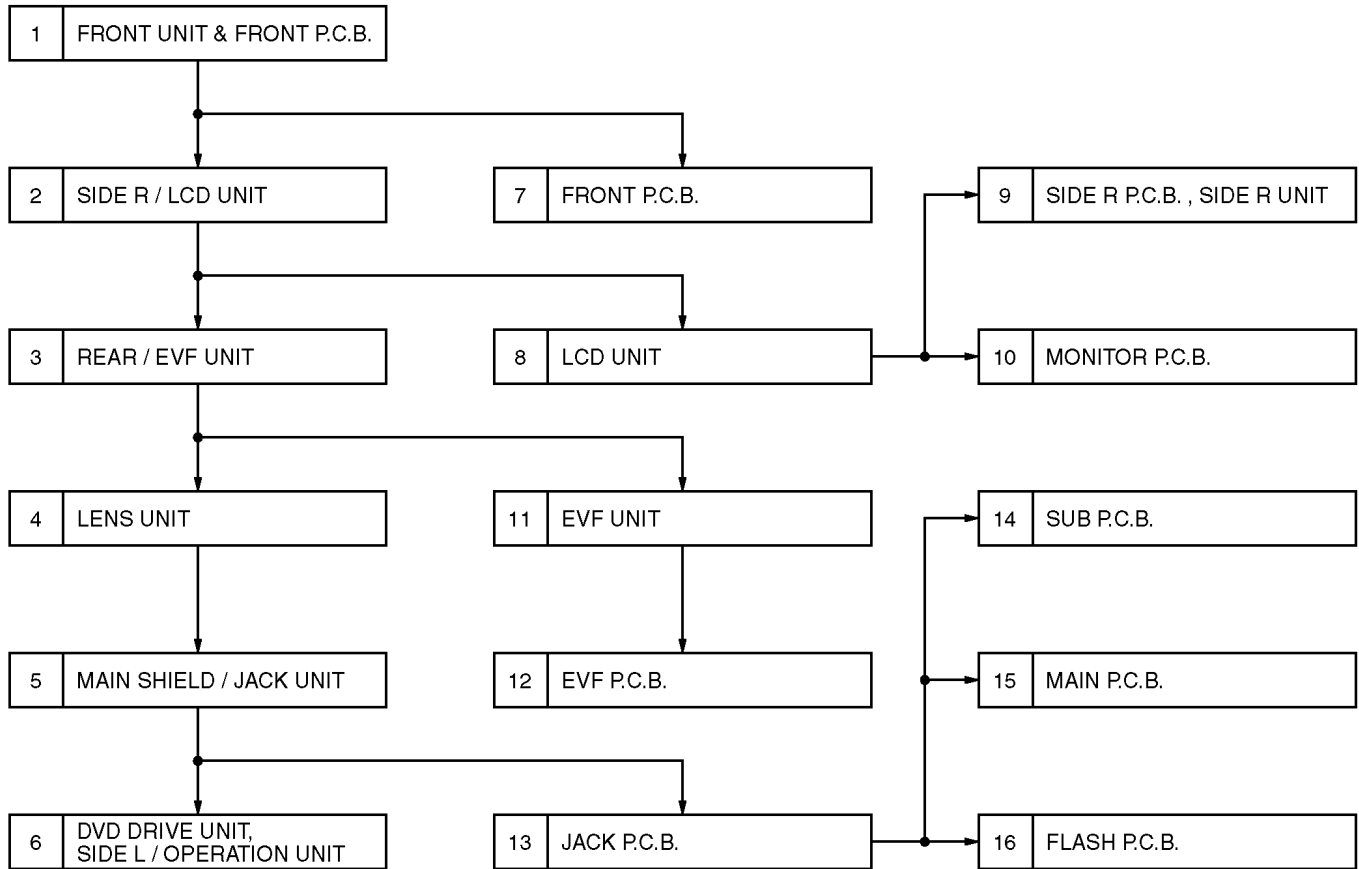 1 FRONT UNIT & FRONT P.C.B.
2 SIDE R / LCD UNIT
7 FRONT P.C.B.
9 SIDE R P.C.B. , SIDE R UNIT
3 REAR / EVF UNIT
8 LCD UNIT
10 MONITOR P.C.B.
4 LENS UNIT
11 EVF UNIT
14 SUB P.C.B.
5 MAIN SHIELD / JACK UNIT
12 EVF P.C.B.
15 MAIN P.C.B.
6 DVD DRIVE UNIT,
SIDE L / OPERATION UNIT
13 JACK P.C.B.
16 FLASH P.C.B.